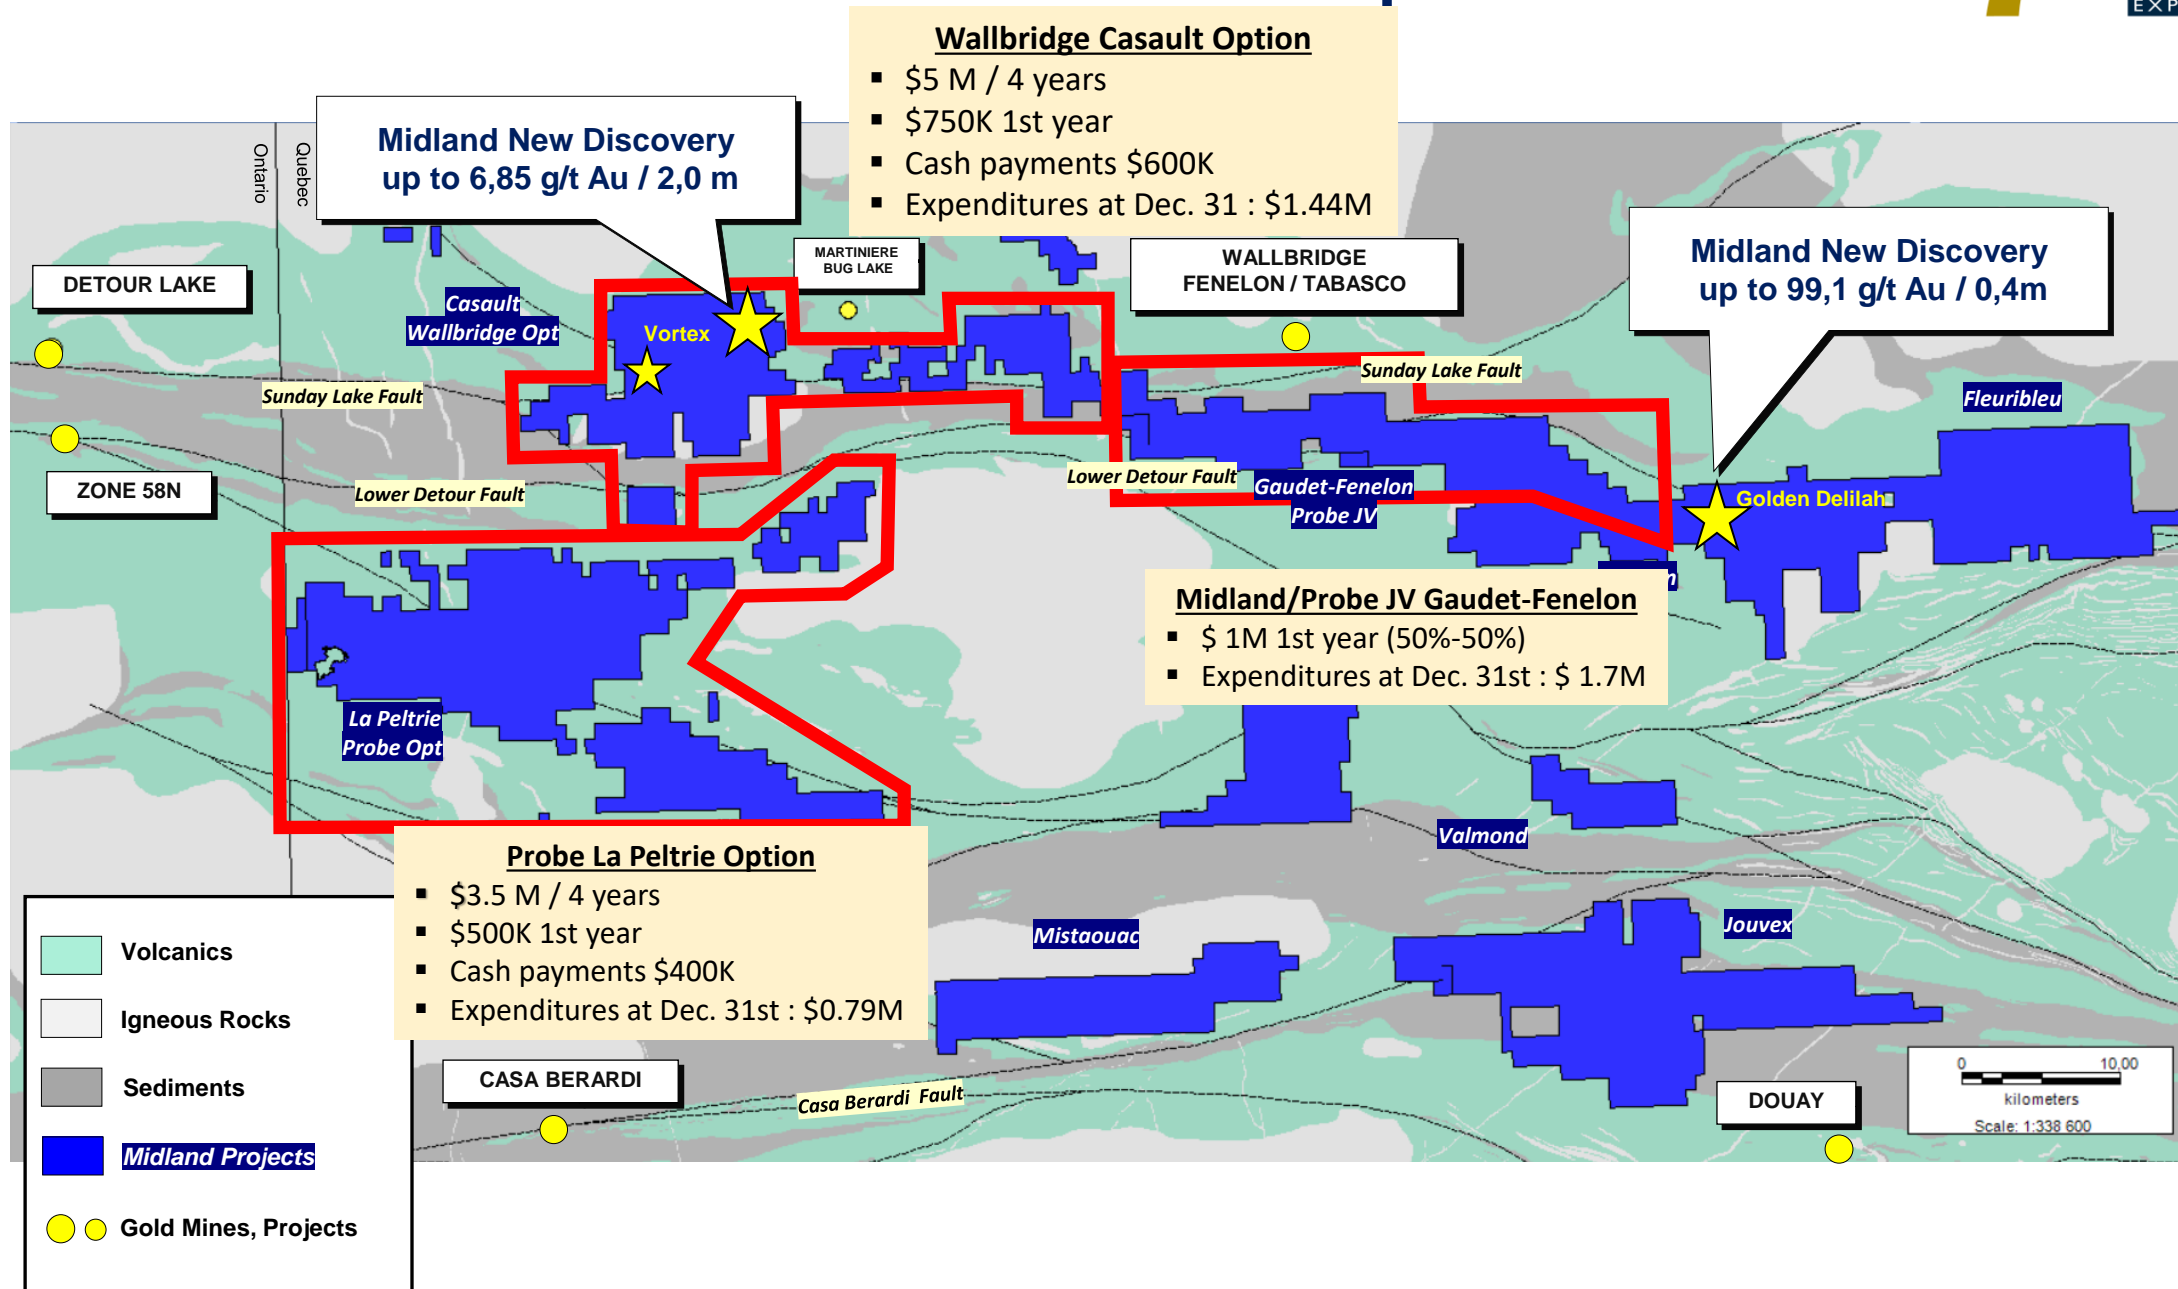 EXP
Wallbridge Casault Option
▪ $5 M / 4 years
▪ $750K 1st year
▪ Cash payments $600K
▪ Expenditures at Dec. 31 : $1.44M
Midland New Discovery
up to 6,85 g/t Au / 2,0 m
Ontario
Quebec
MARTINIERE
BUG LAKE
WALLBRIDGE
FENELON / TABASCO
Midland New Discovery
up to 99,1 g/t Au / 0,4m
DETOUR LAKE
Casault
Wallbridge Opt
Vortex
Sunday Lake Fault
Sunday Lake Fault
Fleuribleu
ZONE 58N
Lower Detour Fault
Lower Detour Fault
Gaudet-Fenelon
Probe JV
Golden Delilah
Midland/Probe JV Gaudet-Fenelon
▪ $ 1M 1st year (50%-50%)
▪ Expenditures at Dec. 31st : $ 1.7M
La Peltrie
Probe Opt
Valmond
Probe La Peltrie Option
▪ $3.5 M / 4 years
▪ $500K 1st year
▪ Cash payments $400K
▪ Expenditures at Dec. 31st : $0.79M
Mistaouac
Jouvex
Volcanics
Igneous Rocks
Sediments
Midland Projects
Gold Mines, Projects
CASA BERARDI
Casa Berardi Fault
DOUAY
0 10,00
kilometers
Scale: 1:338 600